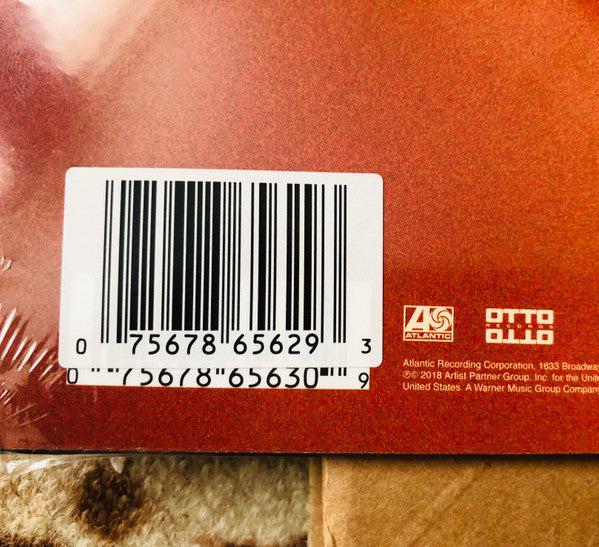 0 75678 65629 3
0 75678 65630 9
ATLANTIC
OTTO
RECORDS
OTTO
Atlantic Recording Corporation, 1633 Broadway
℗© 2018 Artist Partner Group, Inc. for the
United States. A Warner Music Group Company